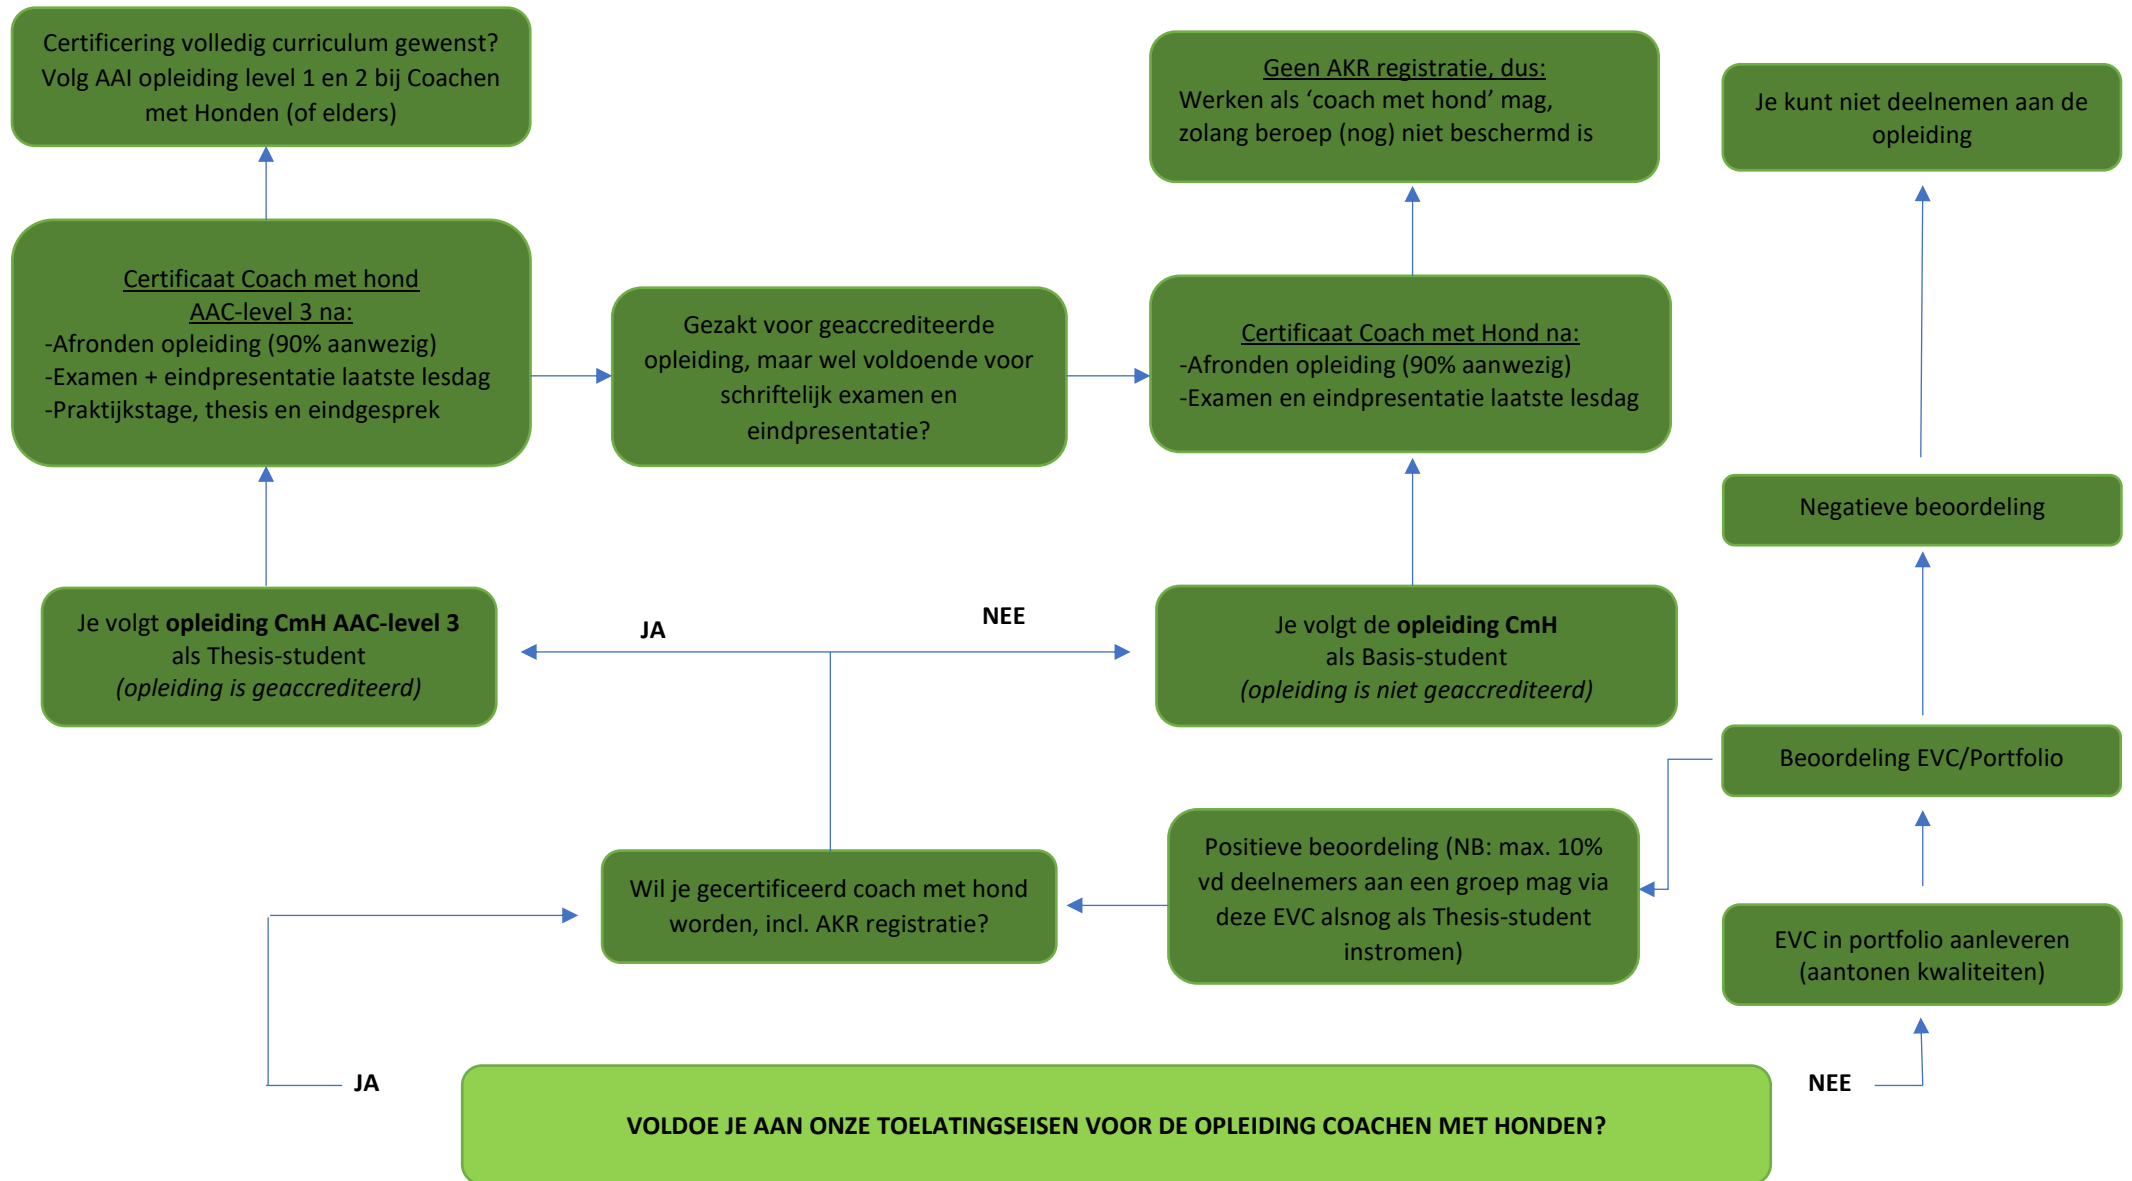 Certificering volledig curriculum gewenst?
Volg AAI opleiding level 1 en 2 bij Coachen
met Honden (of elders)
Geen AKR registratie, dus:
Werken als ‘coach met hond’ mag,
zolang beroep (nog) niet beschermd is
Je kunt niet deelnemen aan de
opleiding
Certificaat Coach met hond
AAC-level 3 na:
-Afronden opleiding (90% aanwezig)
-Examen + eindpresentatie laatste lesdag
-Praktijkstage, thesis en eindgesprek
Gezakt voor geaccrediteerde
opleiding, maar wel voldoende voor
schriftelijk examen en
eindpresentatie?
Certificaat Coach met Hond na:
-Afronden opleiding (90% aanwezig)
-Examen en eindpresentatie laatste lesdag
Negatieve beoordeling
Je volgt opleiding CmH AAC-level 3
als Thesis-student
(opleiding is geaccrediteerd)
JA
NEE
Je volgt de opleiding CmH
als Basis-student
(opleiding is niet geaccrediteerd)
Beoordeling EVC/Portfolio
Wil je gecertificeerd coach met hond
worden, incl. AKR registratie?
Positieve beoordeling (NB: max. 10%
vd deelnemers aan een groep mag via
deze EVC alsnog als Thesis-student
instromen)
EVC in portfolio aanleveren
(aantonen kwaliteiten)
JA
NEE
VOLDOE JE AAN ONZE TOELATINGSEISEN VOOR DE OPLEIDING COACHEN MET HONDEN?